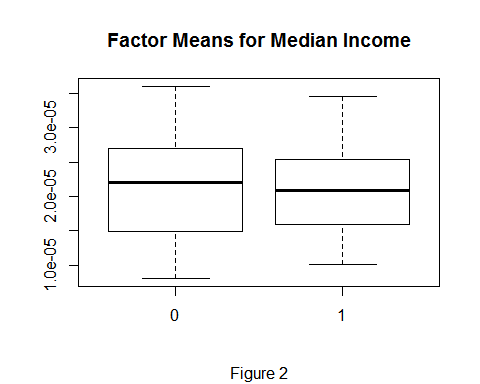 Factor Means for Median Income
3.0e-05
2.0e-05
1.0e-05
0
1
Figure 2